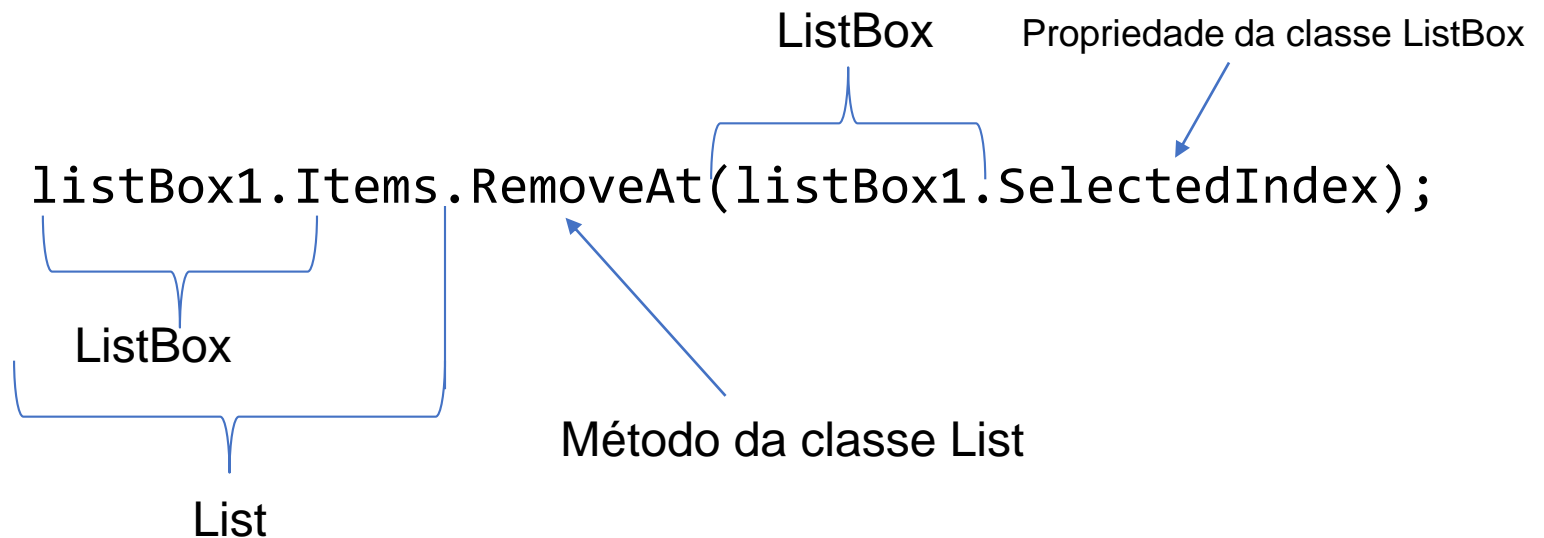 ListBox
Propriedade da classe ListBox
listBox1.Items.RemoveAt(listBox1.SelectedIndex);
ListBox
Método da classe List
List